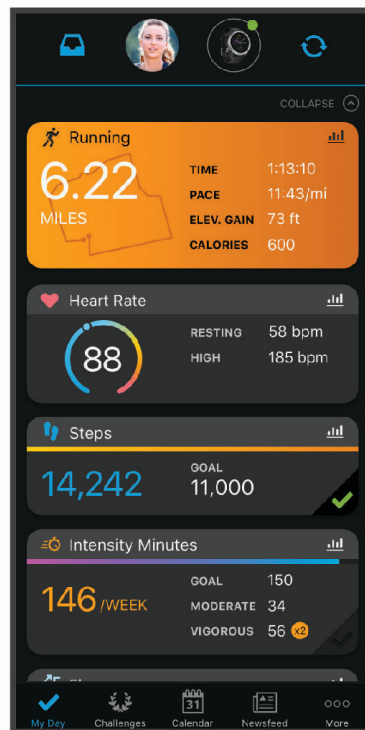 COLLAPSE
Running
6.22
MILES
TIME 1:13:10
PACE 11:43/mi
ELEV. GAIN 73 ft
CALORIES 600
Heart Rate
88
RESTING 58 bpm
HIGH 185 bpm
Steps
14,242
GOAL
11,000
Intensity Minutes
146 /WEEK
GOAL 150
MODERATE 34
VIGOROUS 56 x2
31
My Day Challenges Calendar Newsfeed More